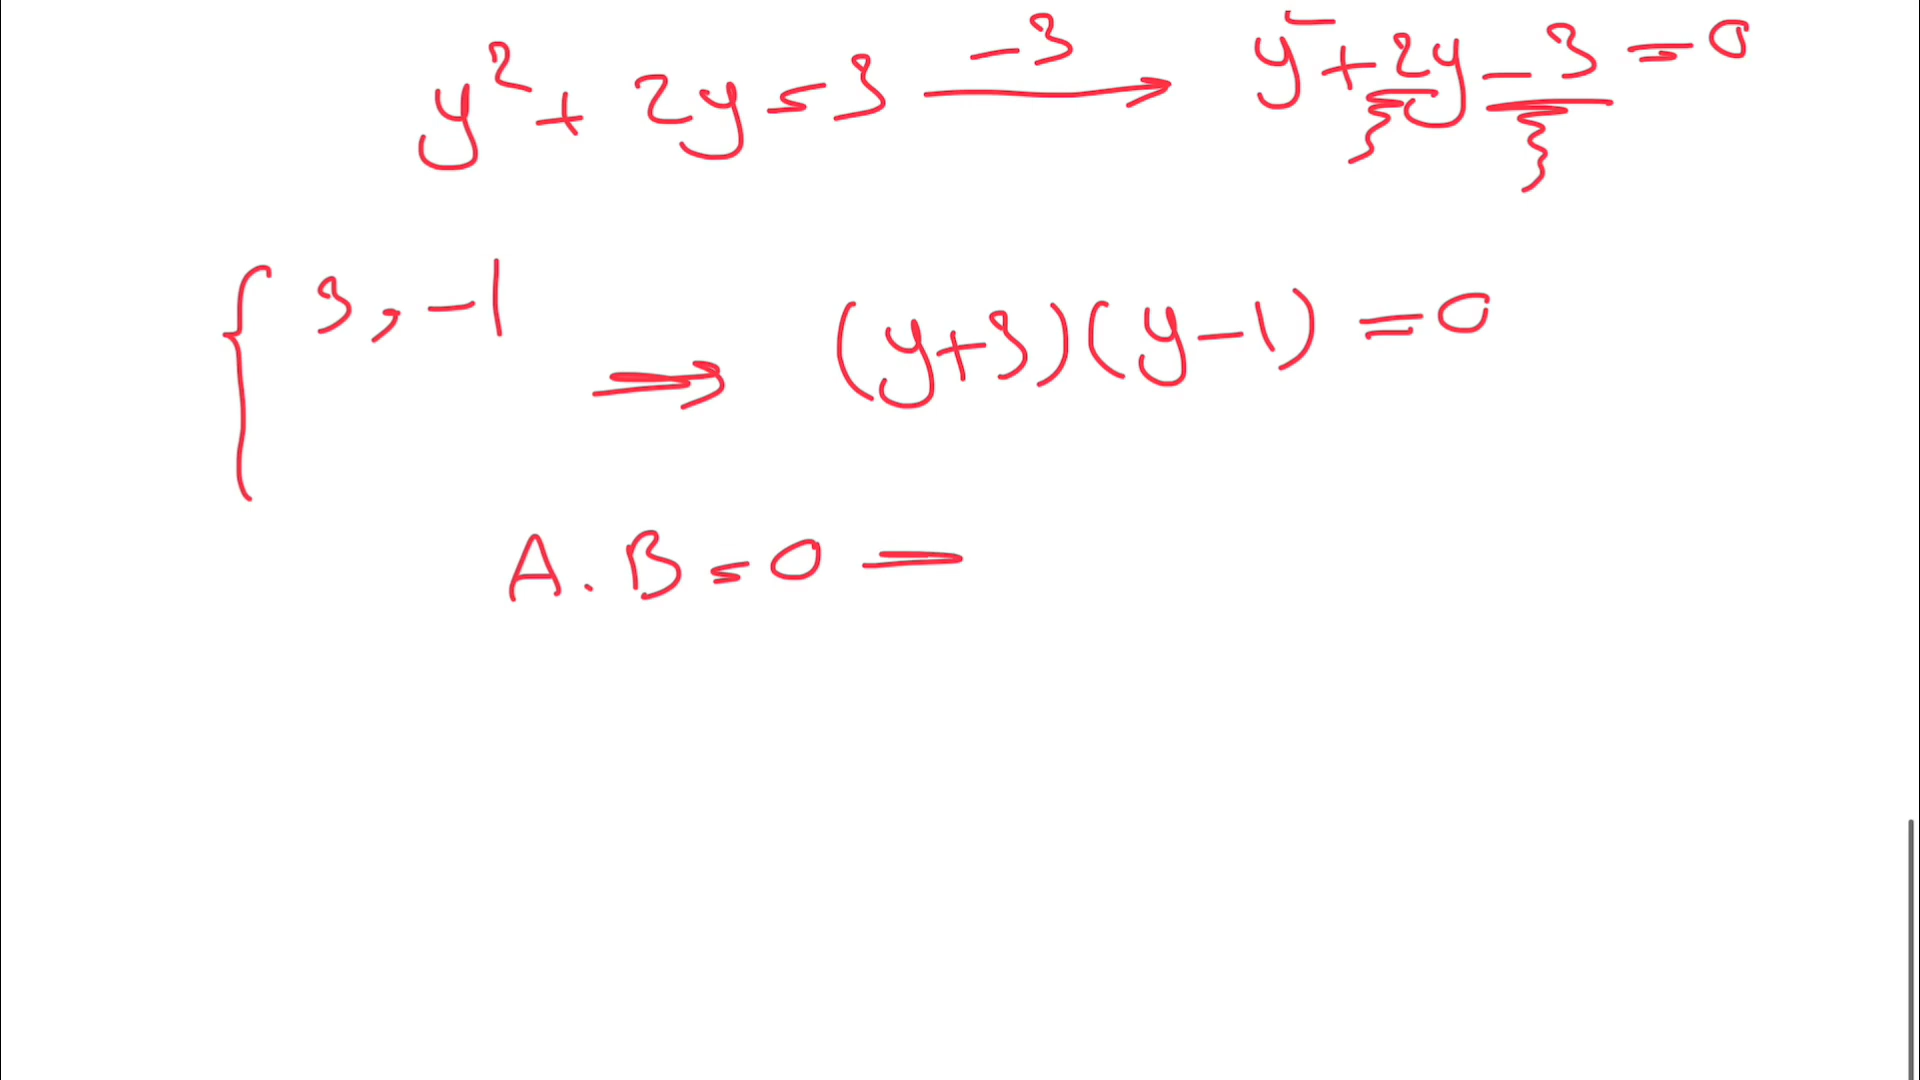 y² + 2y = 3 —-3→ y² + 2y - 3 = 0
{ 3, -1 ⟹ (y+3)(y-1) = 0
A . B = 0 —